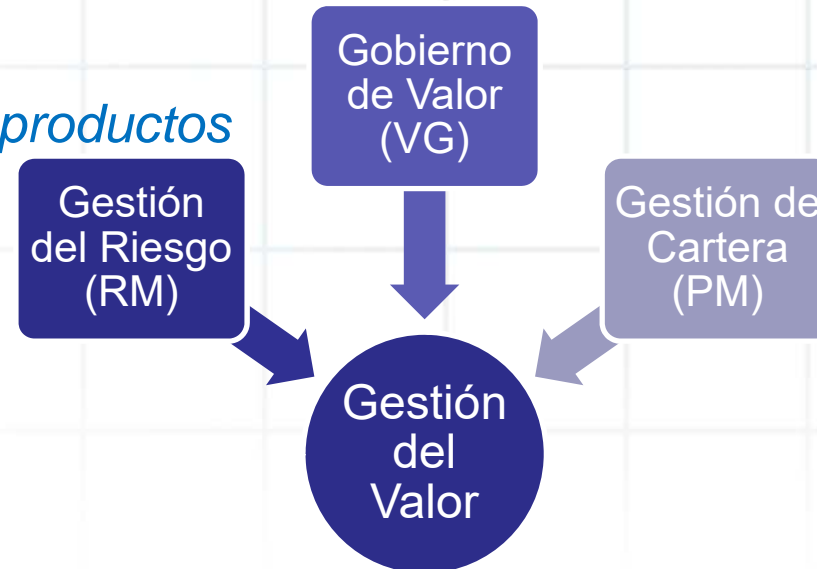 productos
Gobierno
de Valor
(VG)
Gestión
del Riesgo
(RM)
Gestión de
Cartera
(PM)
Gestión
del
Valor